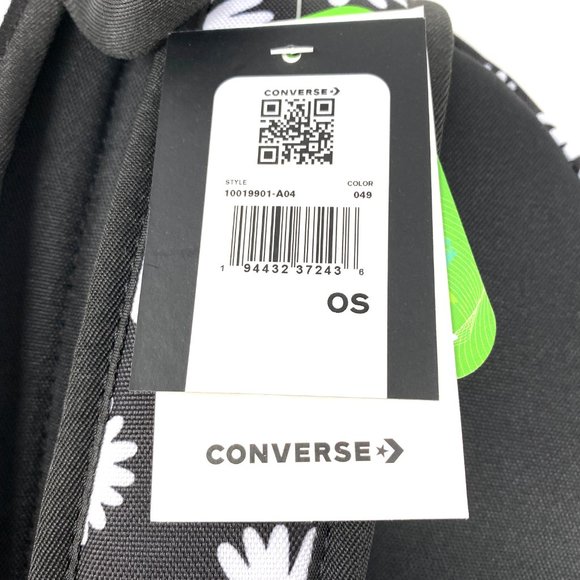 CONVERSE
STYLE COLOR
10019901-A04 049
1 94432 37243 6
OS
CONVERSE